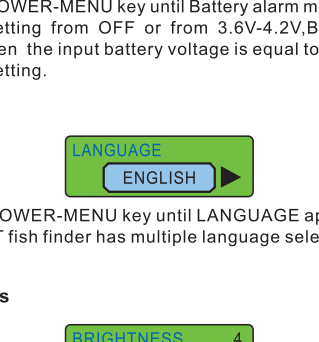 OWER-MENU key until Battery alarm m
etting from OFF or from 3.6V-4.2V,B
en the input battery voltage is equal to
etting.
LANGUAGE
ENGLISH
OWER-MENU key until LANGUAGE ap
T fish finder has multiple language sele
s
BRIGHTNESS 4